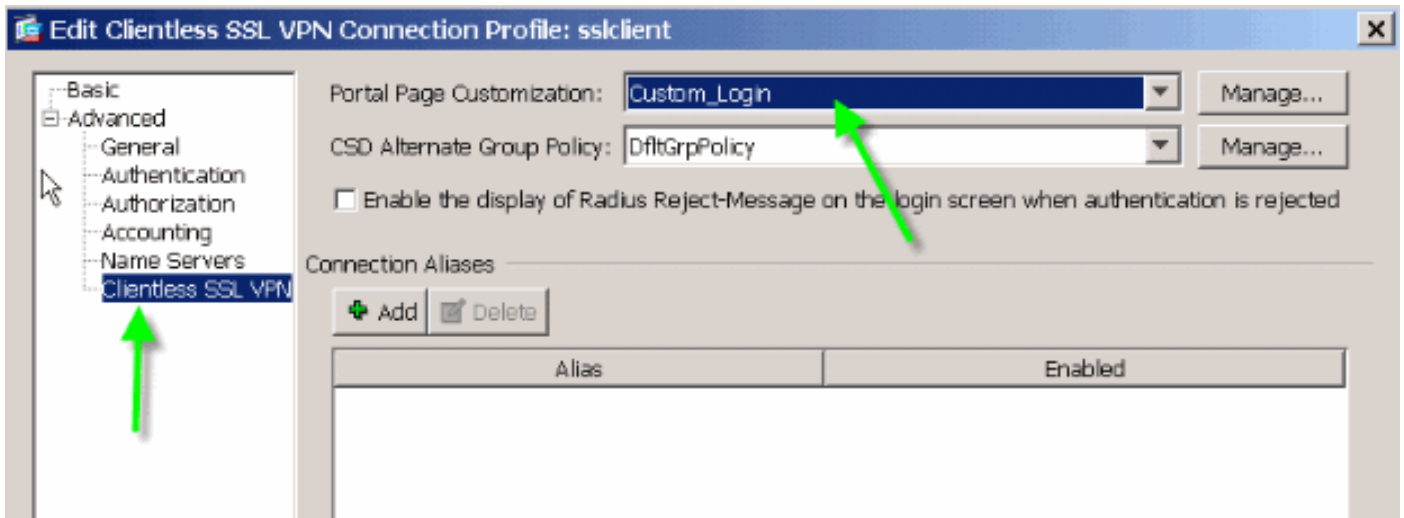 Edit Clientless SSL VPN Connection Profile: sslclient
Basic
Advanced
General
Authentication
Authorization
Accounting
Name Servers
Clientless SSL VPN
Portal Page Customization: Custom_Login Manage...
CSD Alternate Group Policy: DfltGrpPolicy Manage...
Enable the display of Radius Reject-Message on the login screen when authentication is rejected
Connection Aliases
Add Delete
Alias Enabled